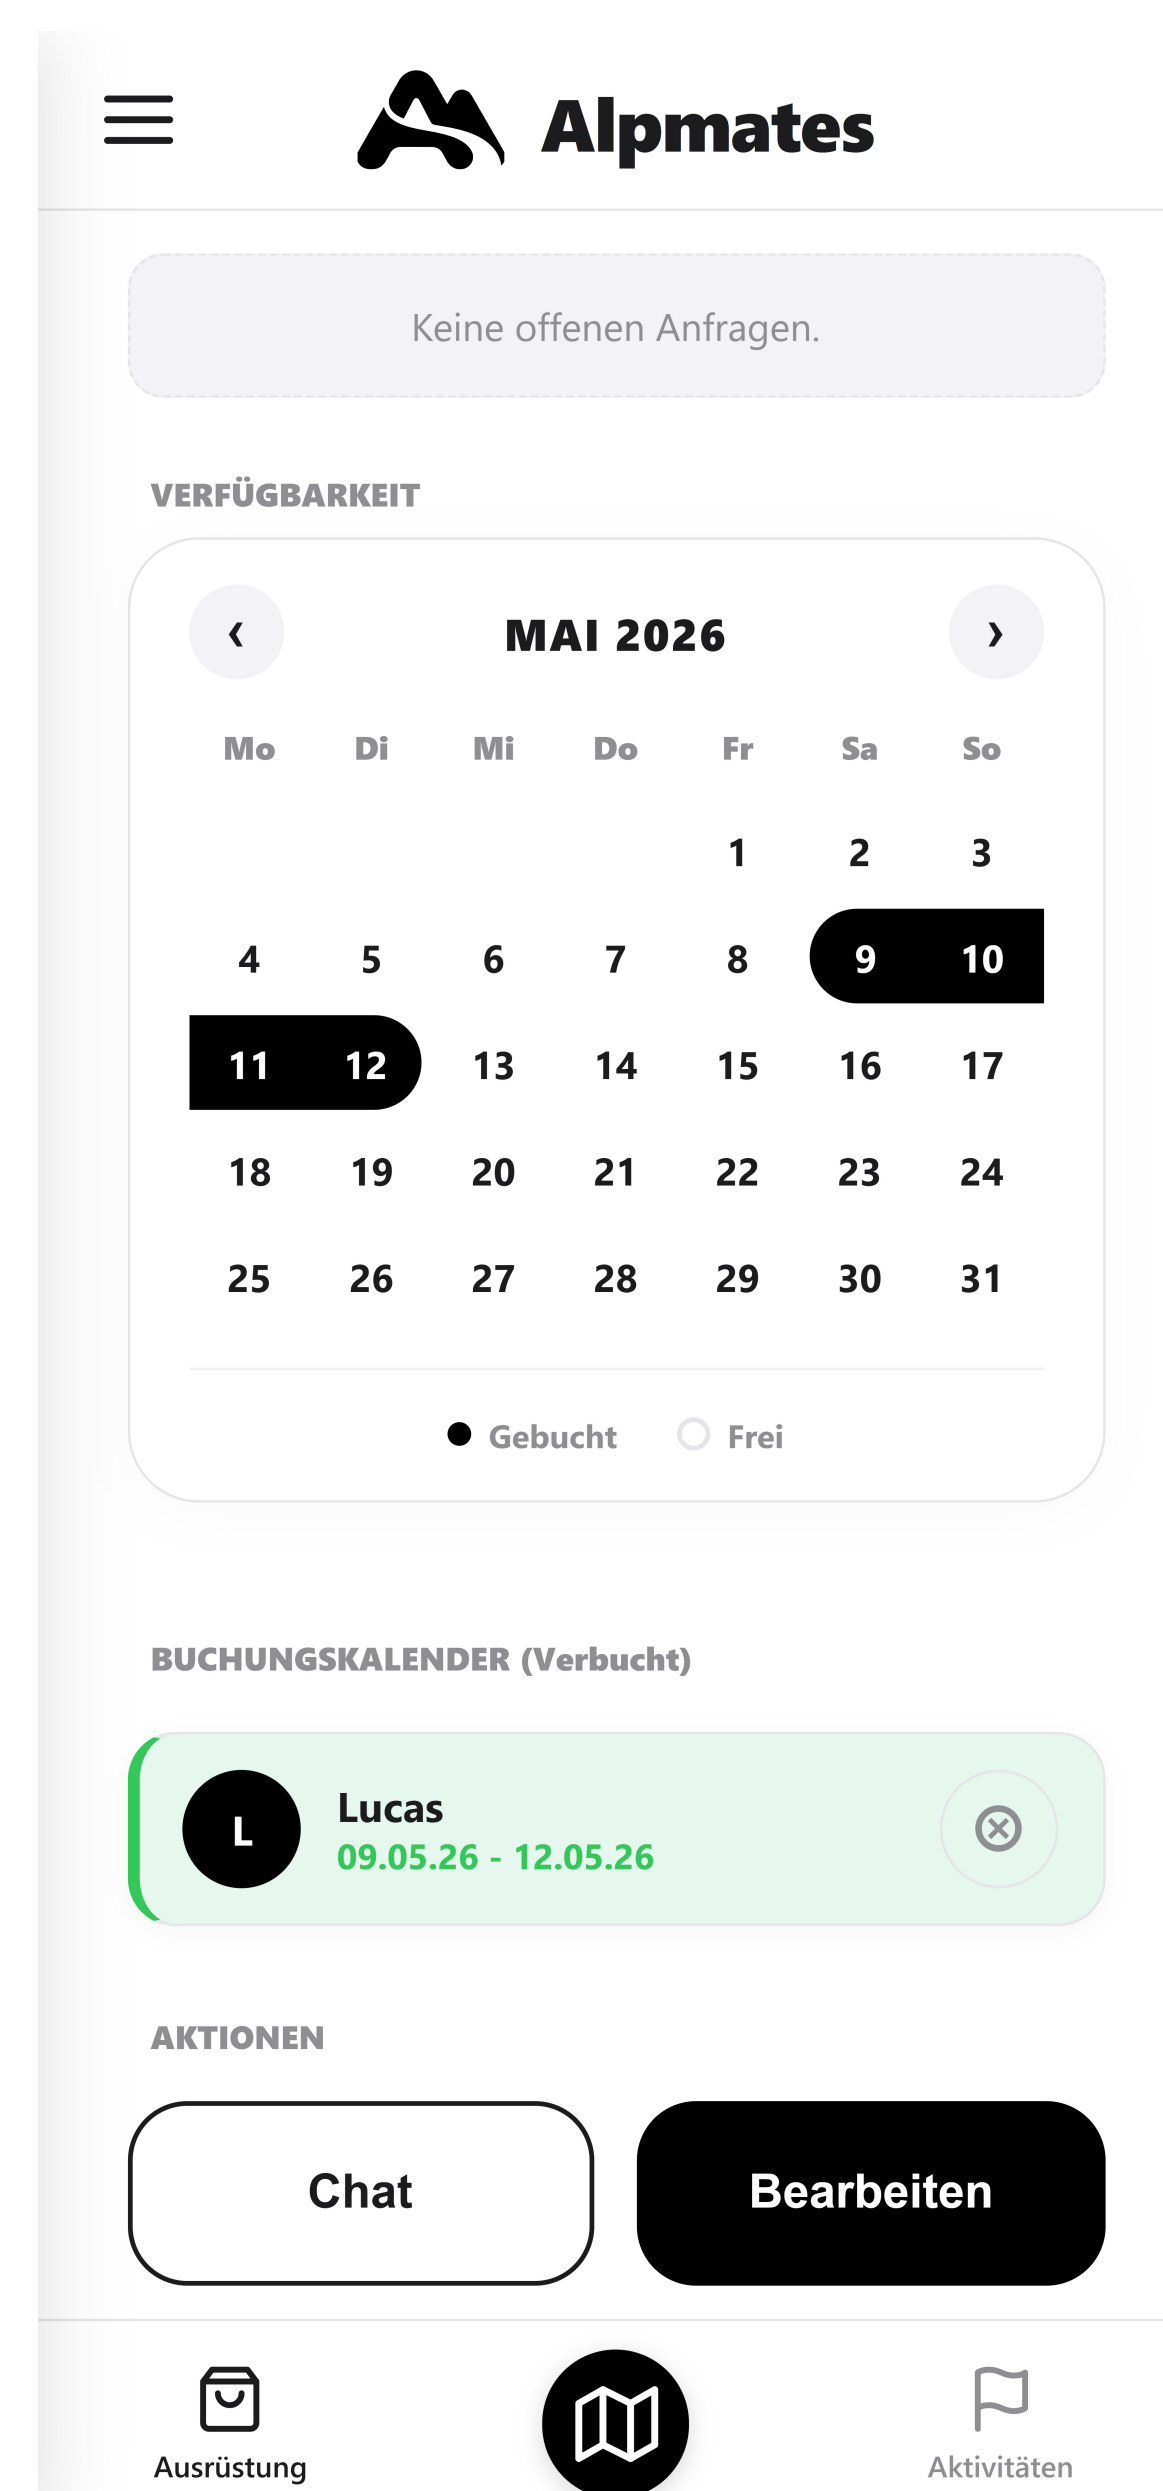 Alpmates
Keine offenen Anfragen.
VERFÜGBARKEIT
‹ MAI 2026 ›
Mo Di Mi Do Fr Sa So
1 2 3
4 5 6 7 8 9 10
11 12 13 14 15 16 17
18 19 20 21 22 23 24
25 26 27 28 29 30 31
Gebucht Frei
BUCHUNGSKALENDER (Verbucht)
L
Lucas
09.05.26 - 12.05.26
AKTIONEN
Chat Bearbeiten
Ausrüstung Aktivitäten